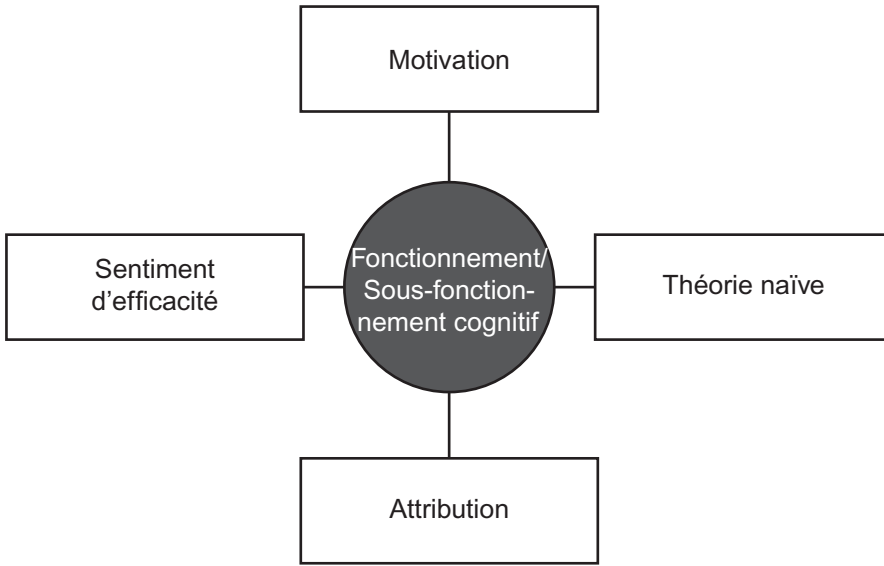 Motivation
Sentiment
d'efficacité
Fonctionnement/
Sous-fonction-
nement cognitif
Théorie naïve
Attribution